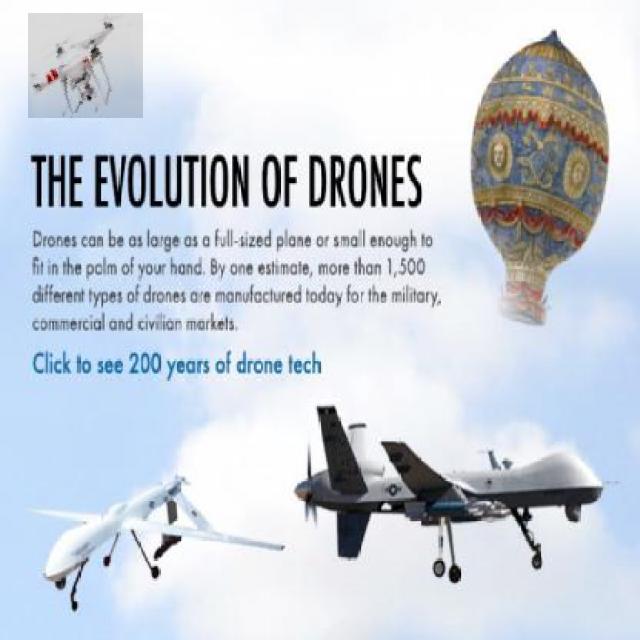 THE EVOLUTION OF DRONES
Drones can be as large as a full-sized plane or small enough to
fit in the palm of your hand. By one estimate, more than 1,500
different types of drones are manufactured today for the military,
commercial and civilian markets.
Click to see 200 years of drone tech